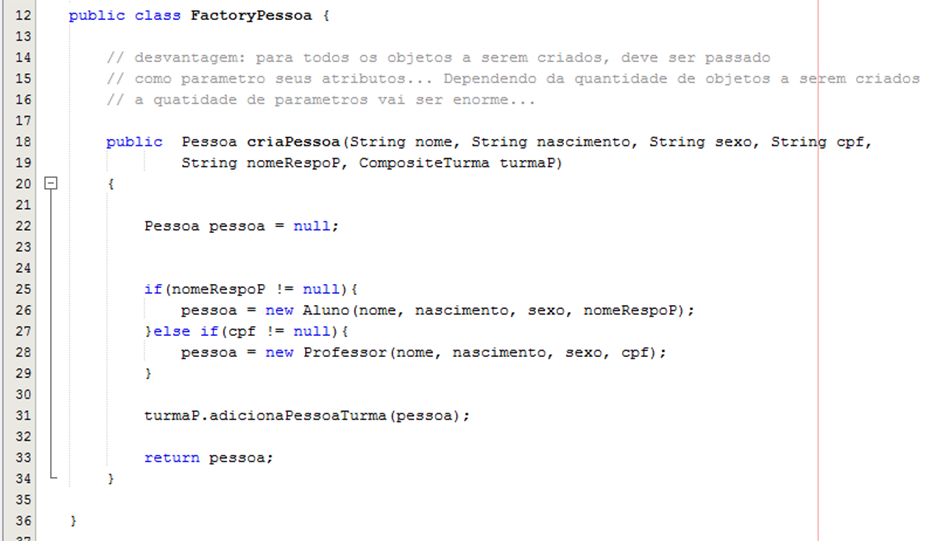 12 public class FactoryPessoa {
13
14 // desvantagem: para todos os objetos a serem criados, deve ser passado
15 // como parametro seus atributos... Dependendo da quantidade de objetos a serem criados
16 // a quatidade de parametros vai ser enorme...
17
18 public  Pessoa criaPessoa(String nome, String nascimento, String sexo, String cpf,
19 String nomeRespoP, CompositeTurma turmaP)
20 {
21
22 Pessoa pessoa = null;
23
24
25 if(nomeRespoP != null){
26 pessoa = new Aluno(nome, nascimento, sexo, nomeRespoP);
27 }else if(cpf != null){
28 pessoa = new Professor(nome, nascimento, sexo, cpf);
29 }
30
31 turmaP.adicionaPessoaTurma(pessoa);
32
33 return pessoa;
34 }
35
36 }
37